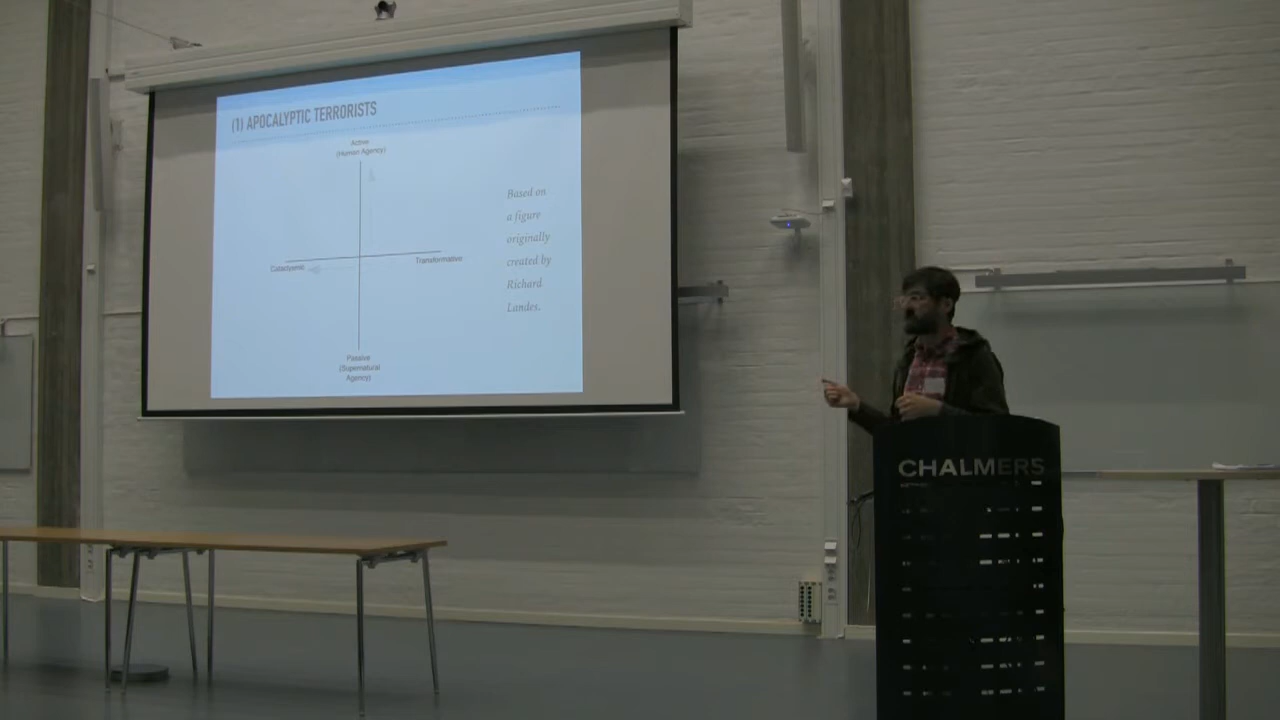 (1) APOCALYPTIC TERRORISTS
Active
(Human Agency)
Based on
a figure
originally
created by
Richard
Landes.
Cataclysmic
Transformative
Passive
(Supernatural
Agency)
CHALMERS